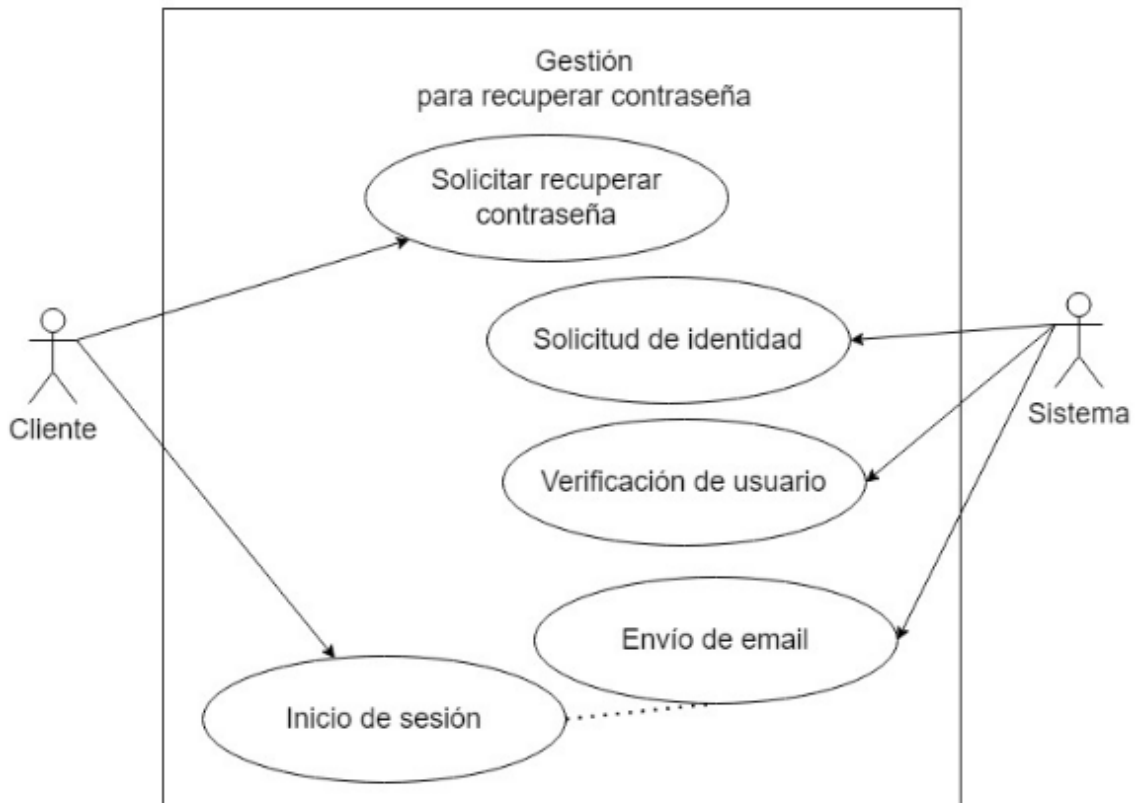 Gestión
para recuperar contraseña
Solicitar recuperar
contraseña
Solicitud de identidad
Cliente
Sistema
Verificación de usuario
Envío de email
Inicio de sesión